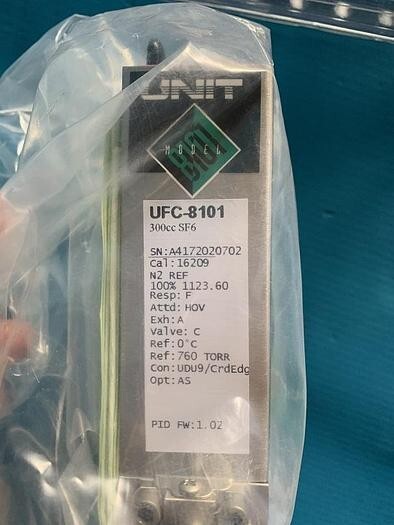 UNIT
MODEL
8101
UFC-8101
300cc SF6
SN:A4172020702
Cal:16209
N2 REF
100% 1123.60
Resp:F
Attd:HOV
Exh:A
Valve: C
Ref:0°C
Ref:760 TORR
Con:UDU9/CrdEdg
Opt:AS
PID FW:1.02